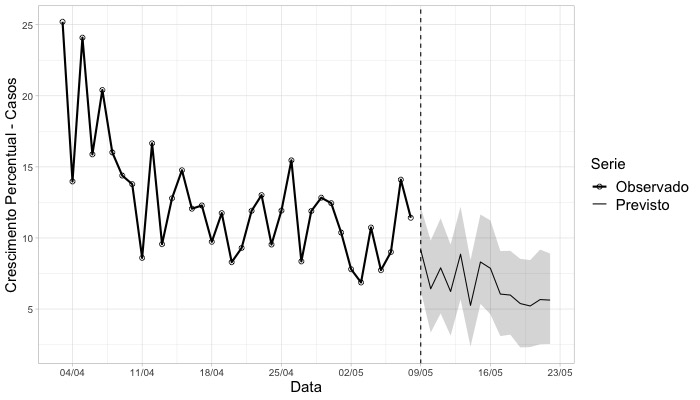 Crescimento Percentual - Casos
25
20
15
10
5
04/04 11/04 18/04 25/04 02/05 09/05 16/05 23/05
Data
Serie
Observado
Previsto